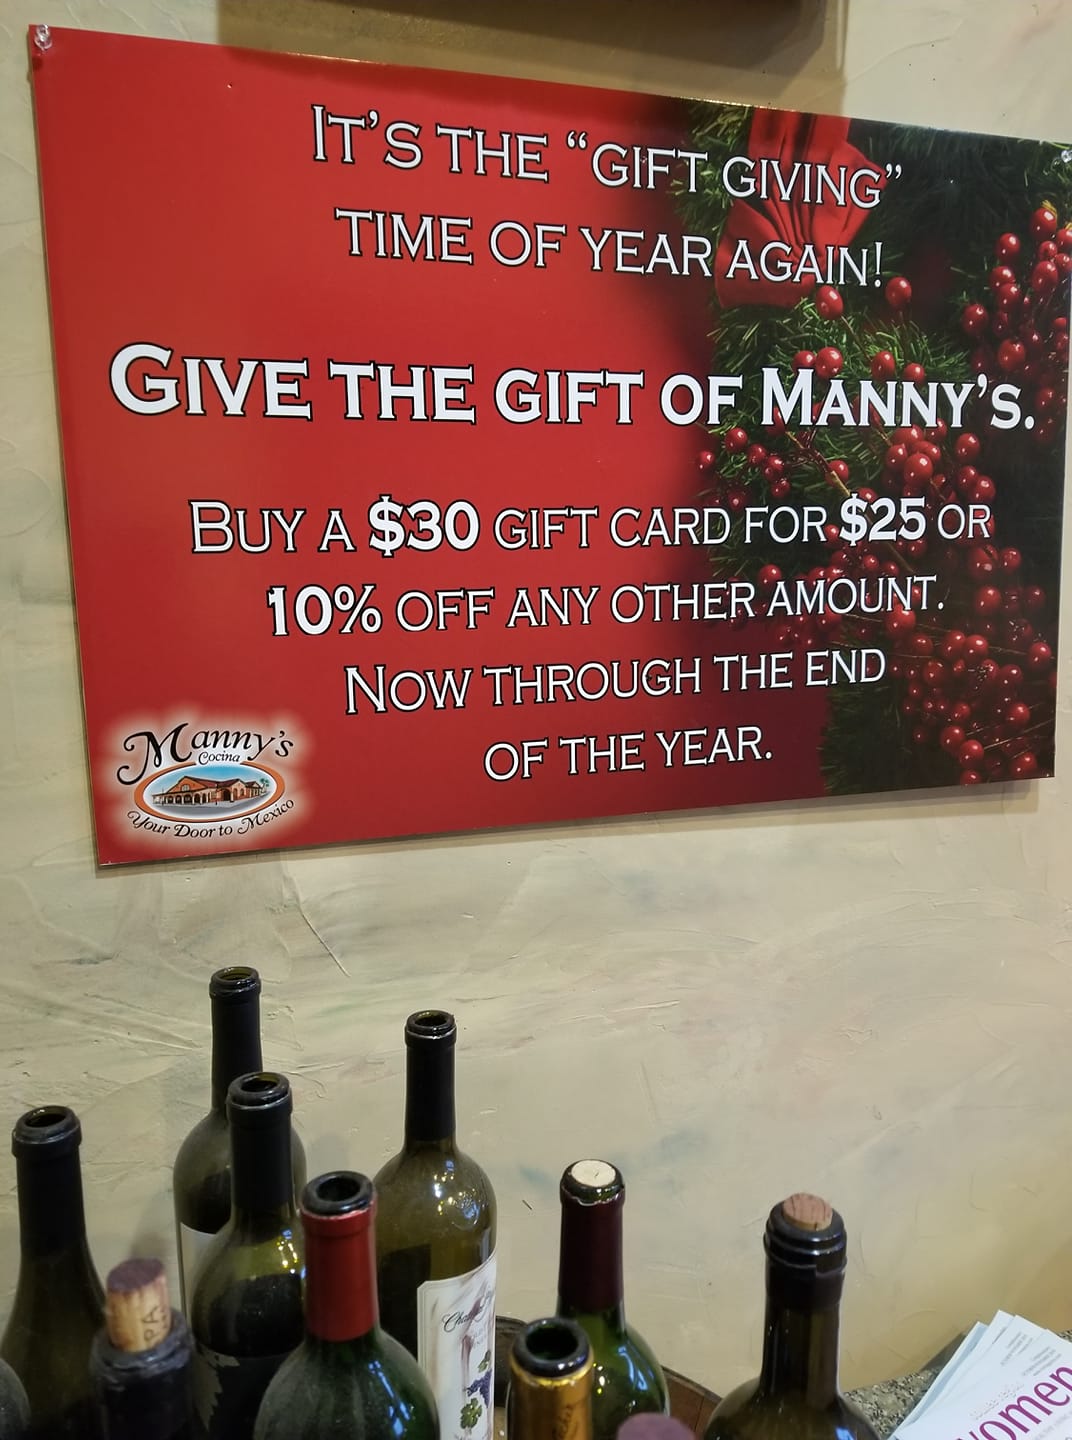 IT'S THE "GIFT GIVING"
TIME OF YEAR AGAIN!
GIVE THE GIFT OF MANNY'S.
BUY A $30 GIFT CARD FOR $25 OR
10% OFF ANY OTHER AMOUNT.
NOW THROUGH THE END
OF THE YEAR.
Manny's
Cocina
Your Door to Mexico
PA
women